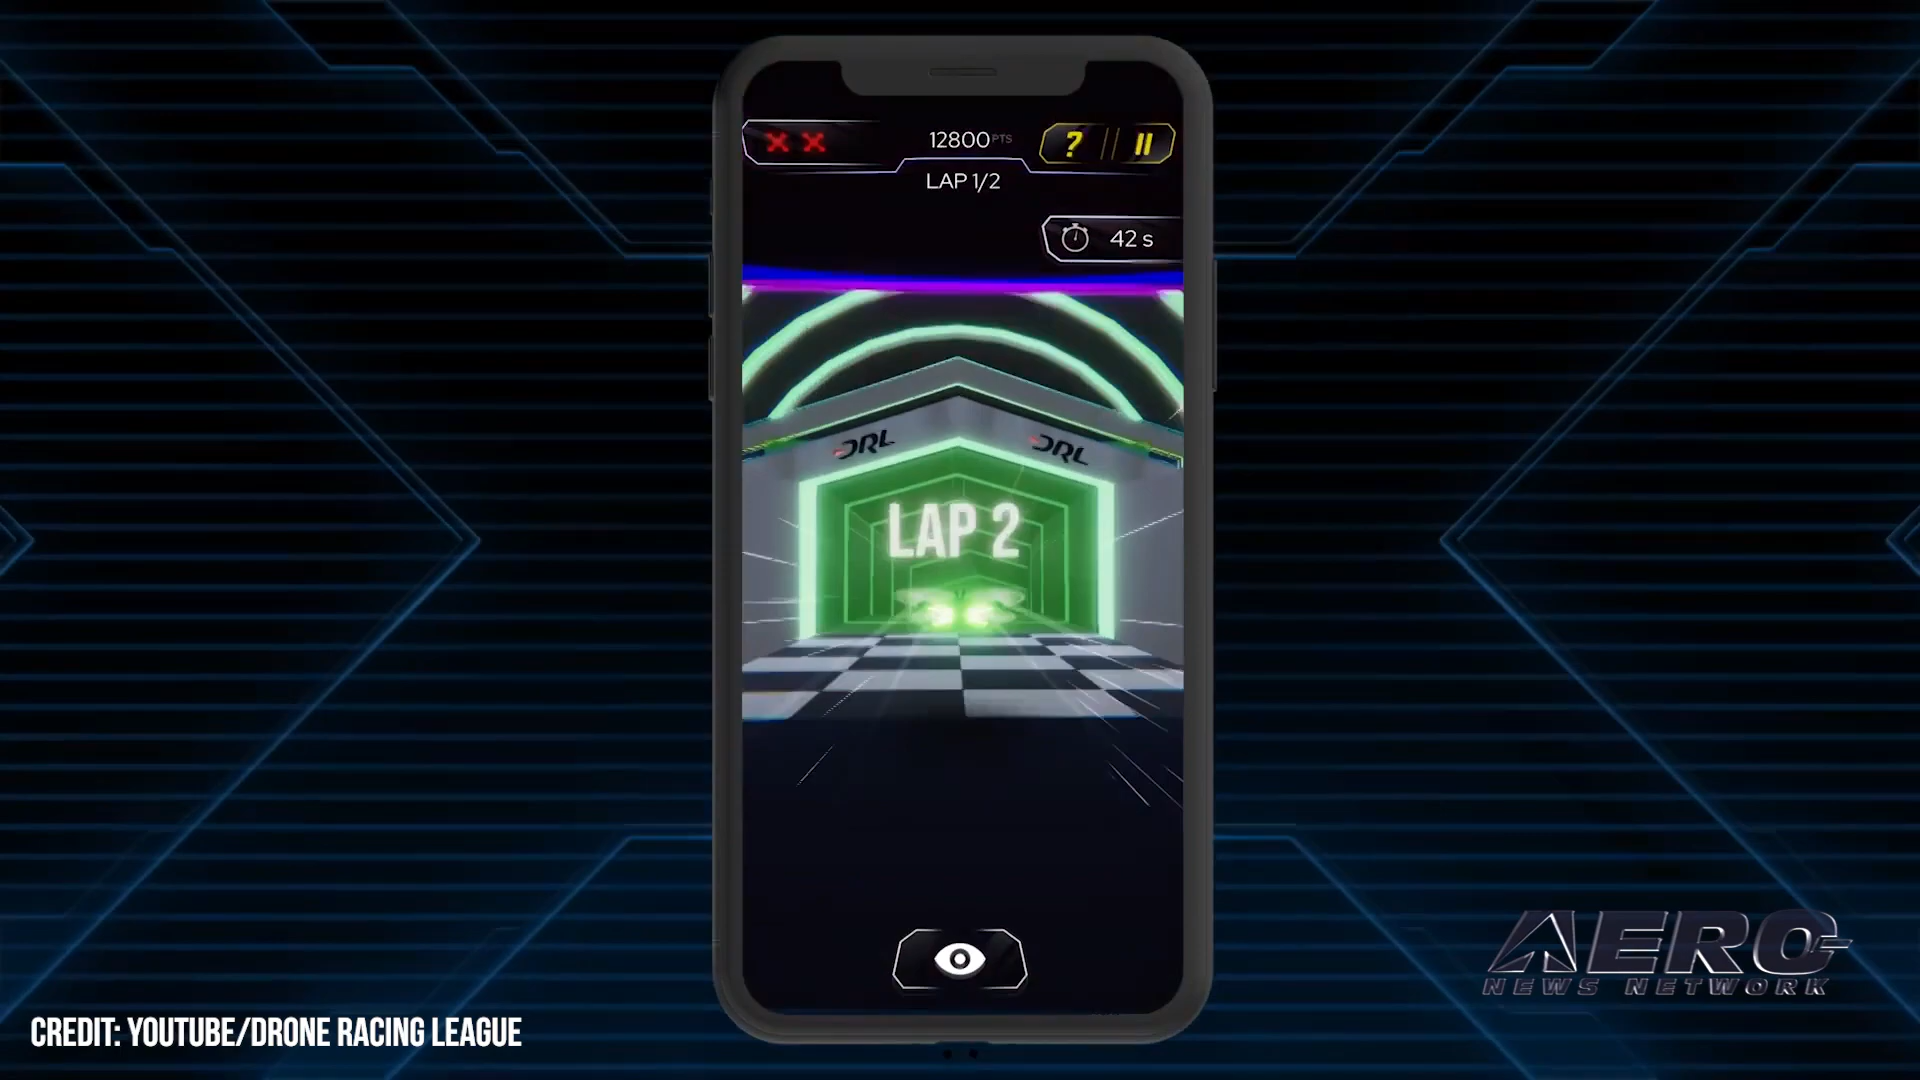 12800 PTS
? 
LAP 1/2
42 s
DRL DRL
LAP 2
AERO
NEWS NETWORK
CREDIT: YOUTUBE/DRONE RACING LEAGUE